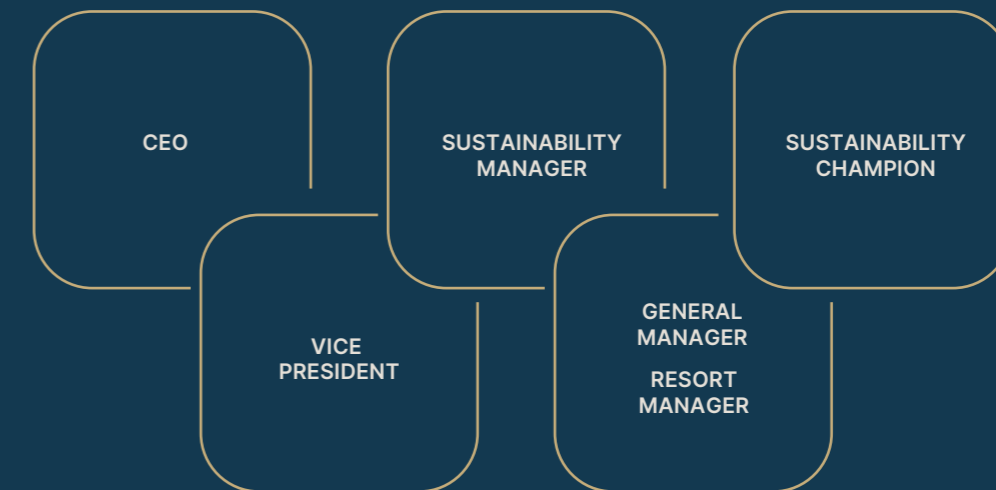 CEO
VICE
PRESIDENT
SUSTAINABILITY
MANAGER
GENERAL
MANAGER
RESORT
MANAGER
SUSTAINABILITY
CHAMPION